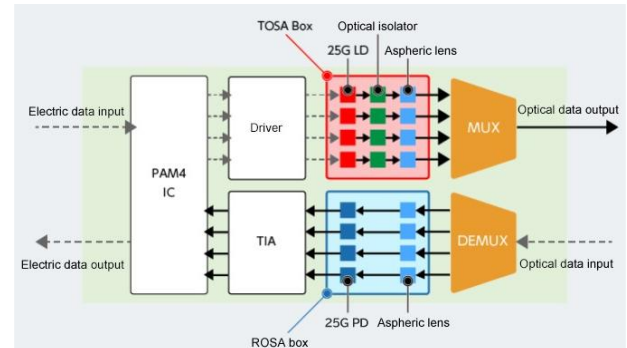 TOSA Box
Optical isolator
25G LD
Aspheric lens
Electric data input
Driver
MUX
Optical data output
PAM4
IC
TIA
DEMUX
Electric data output
Optical data input
25G PD
Aspheric lens
ROSA box